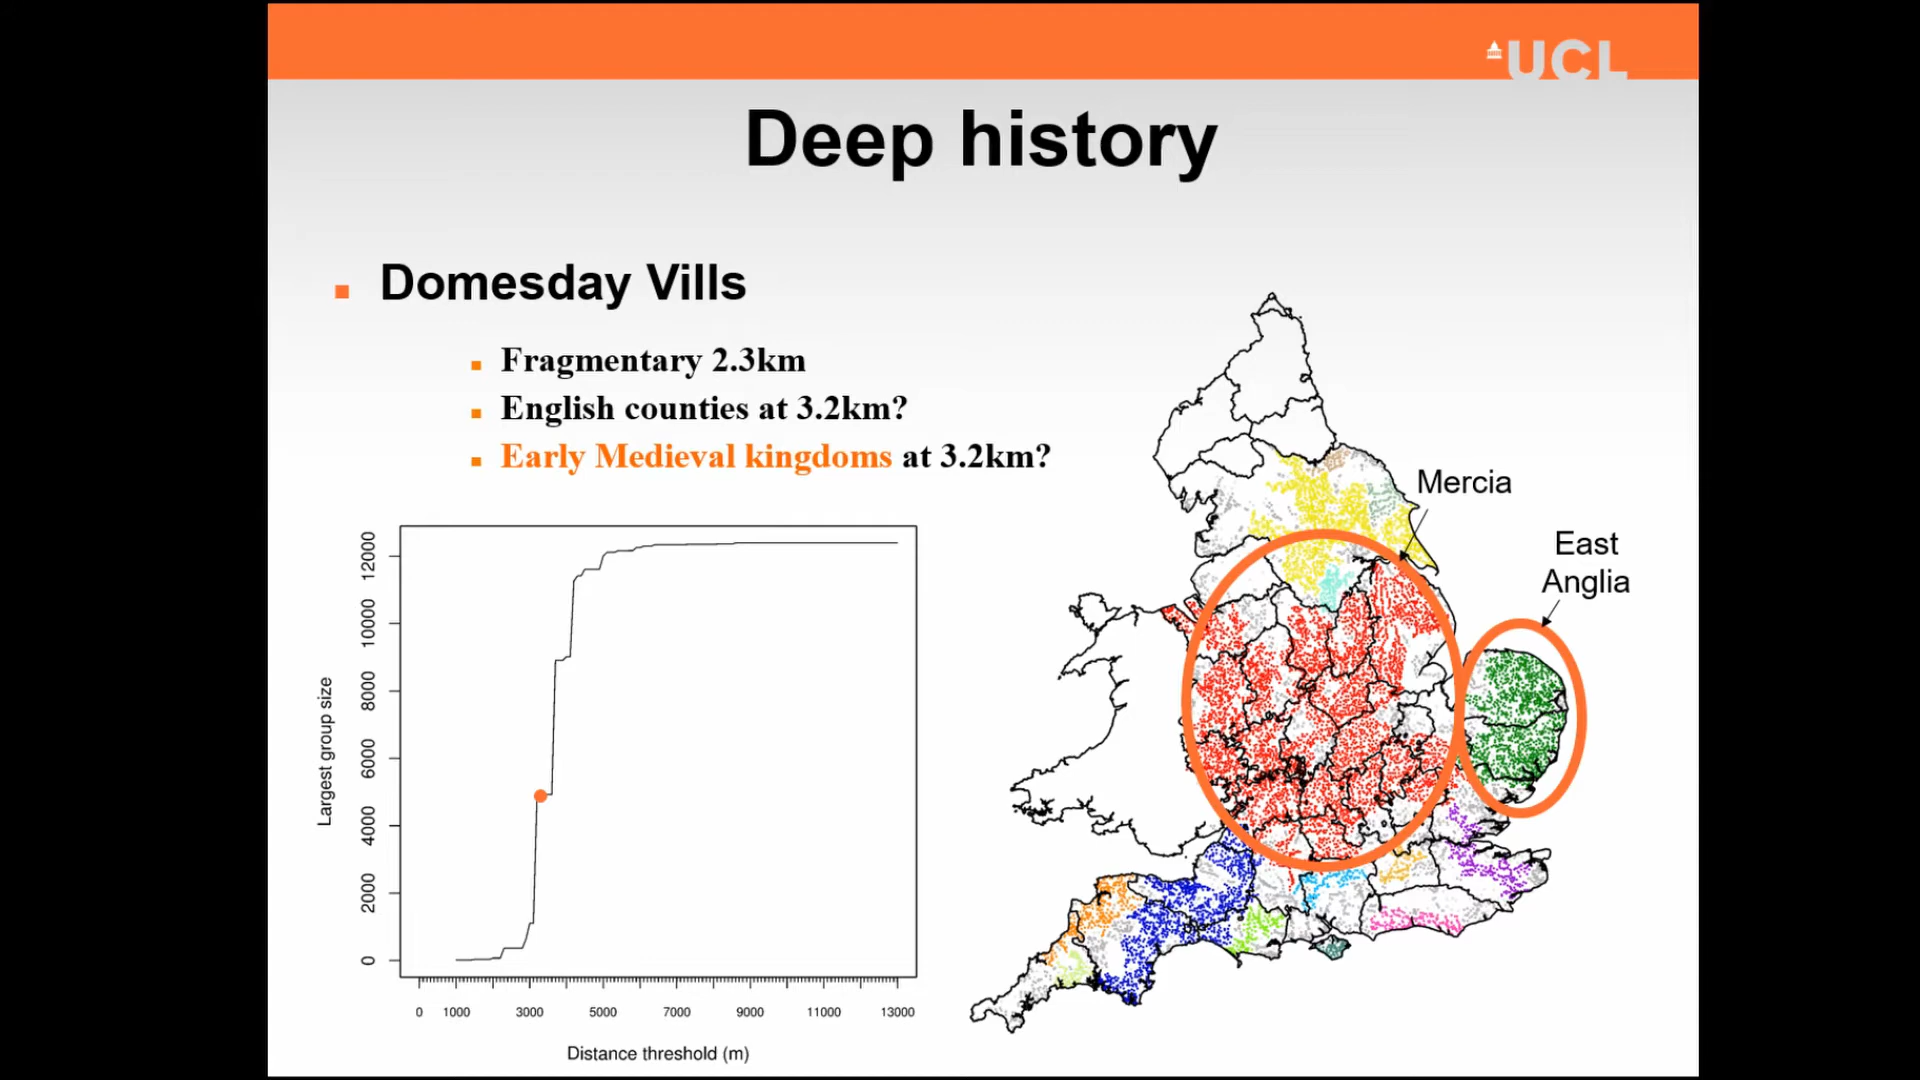 UCL
Deep history
Domesday Vills
Fragmentary 2.3km
English counties at 3.2km?
Early Medieval kingdoms at 3.2km?
Mercia
East
Anglia
Largest group size
12000
10000
8000
6000
4000
2000
0
0 1000 3000 5000 7000 9000 11000 13000
Distance threshold (m)